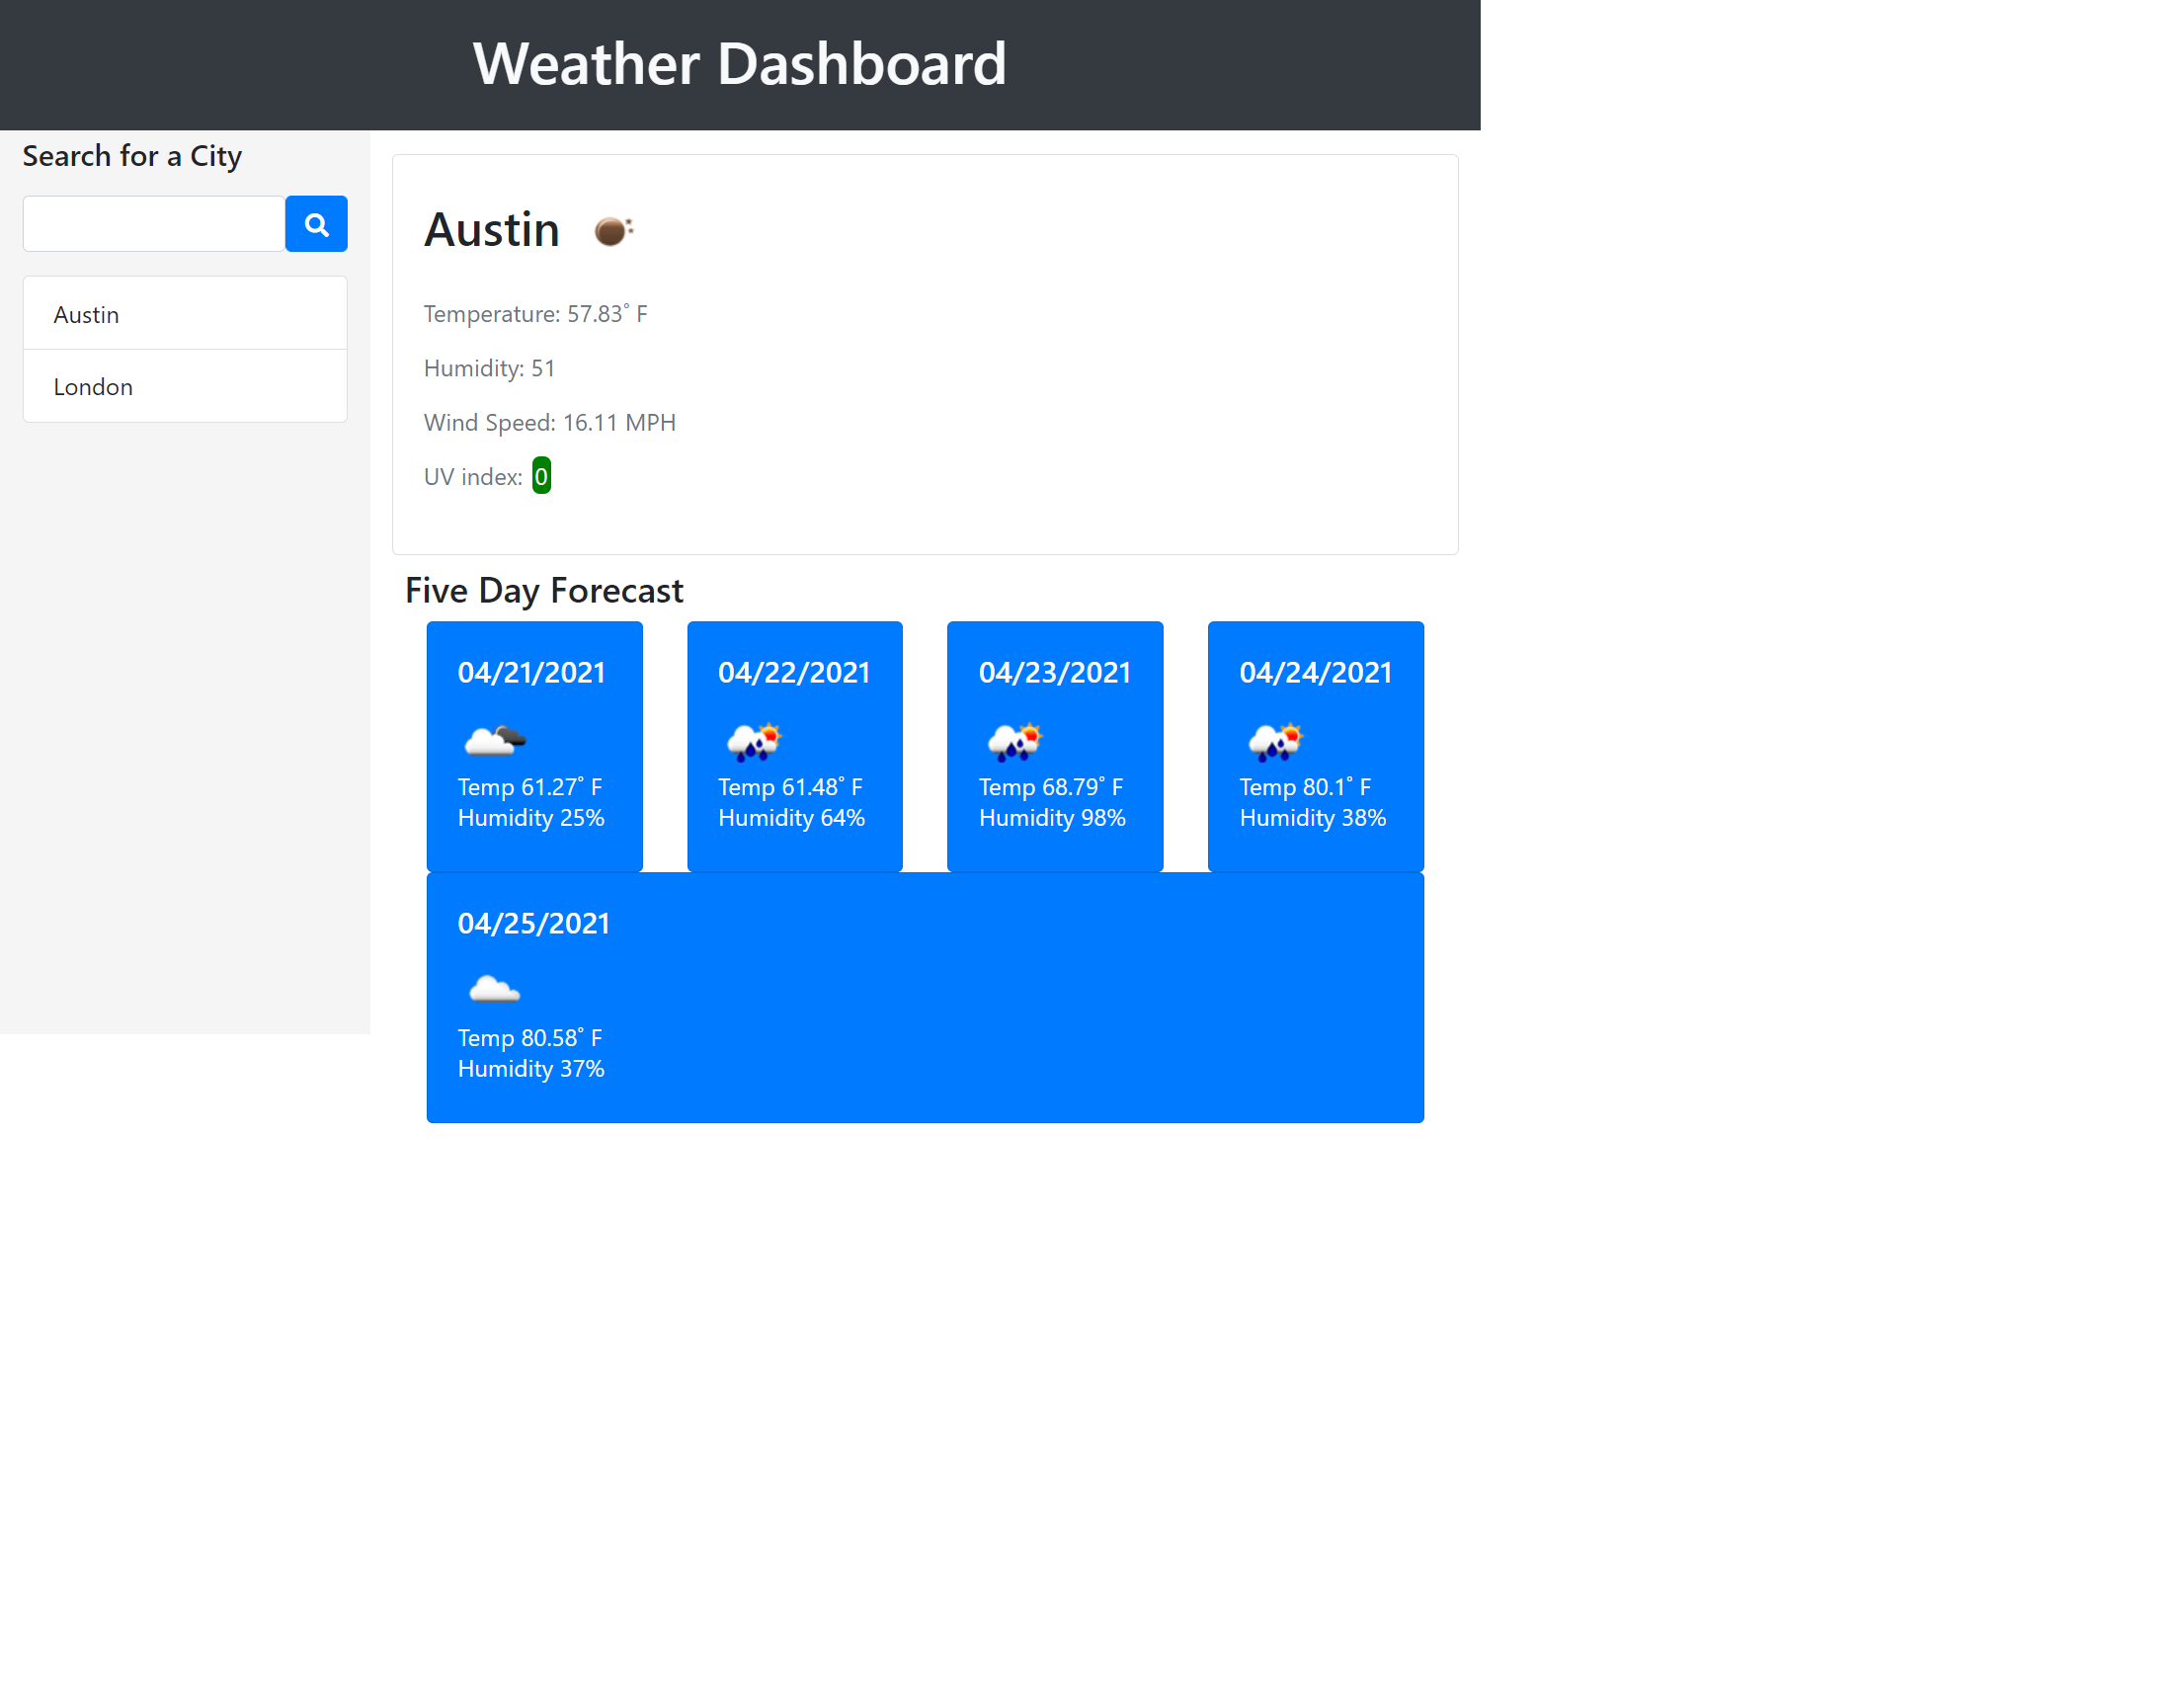 Weather Dashboard
Search for a City
Austin
London
Austin
Temperature: 57.83° F
Humidity: 51
Wind Speed: 16.11 MPH
UV index: 0
Five Day Forecast
04/21/2021
Temp 61.27° F
Humidity 25%
04/22/2021
Temp 61.48° F
Humidity 64%
04/23/2021
Temp 68.79° F
Humidity 98%
04/24/2021
Temp 80.1° F
Humidity 38%
04/25/2021
Temp 80.58° F
Humidity 37%